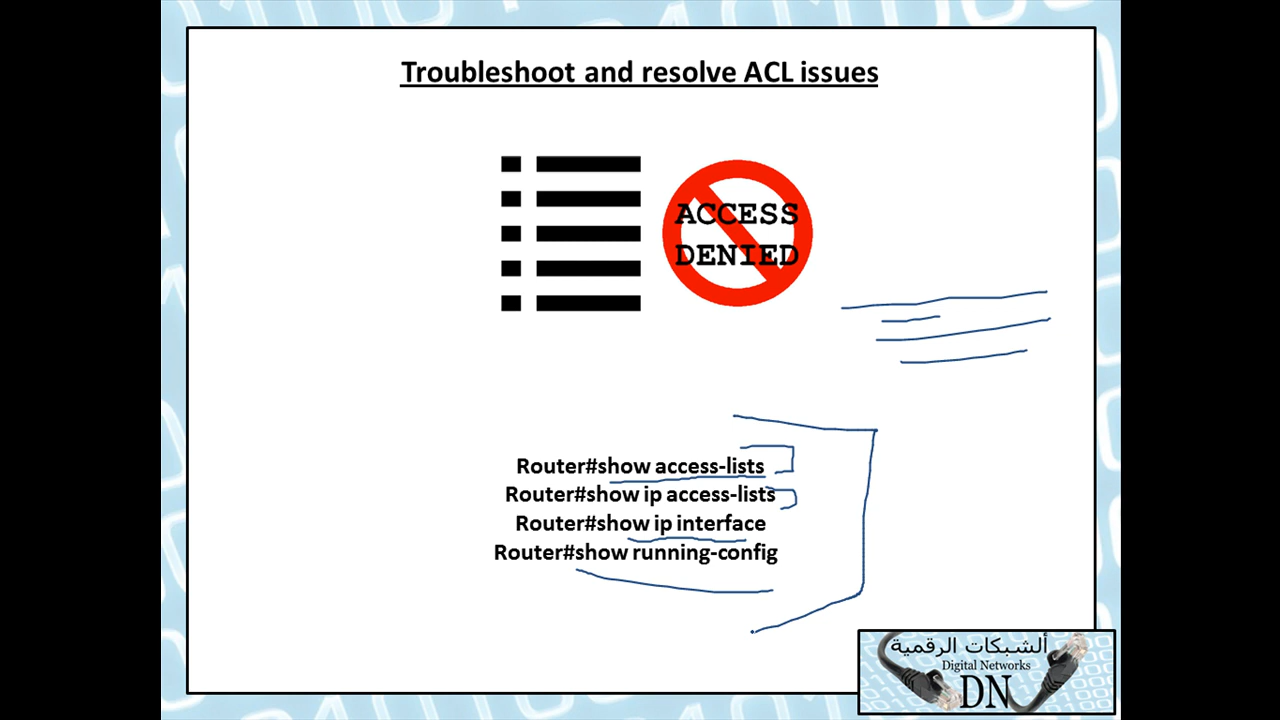 Troubleshoot and resolve ACL issues
ACCESS
DENIED
Router#show access-lists
Router#show ip access-lists
Router#show ip interface
Router#show running-config
ألشبكات الرقمية
Digital Networks
DN